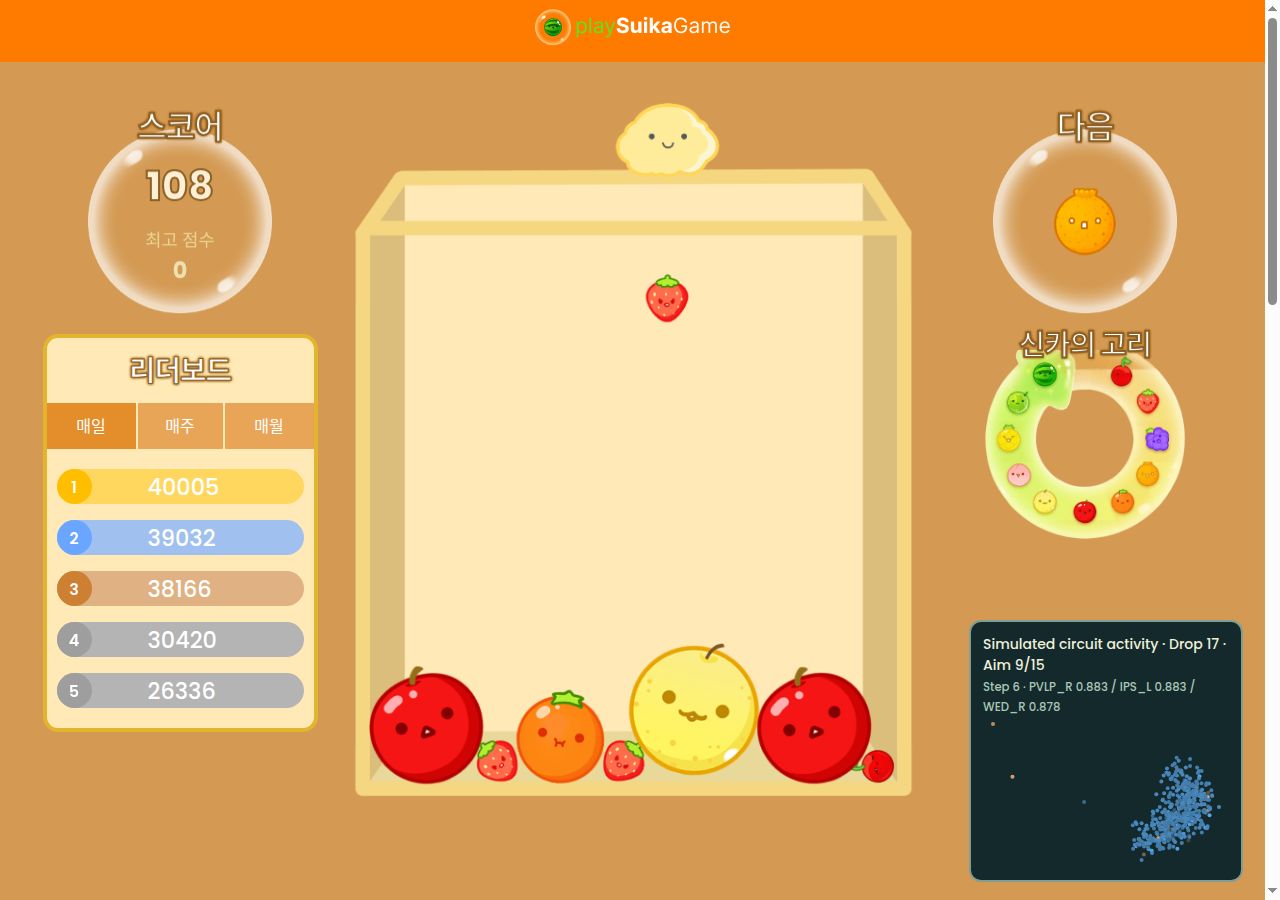 playSuikaGame
스코어
108
최고 점수
0
리더보드
매일 매주 매월
1 40005
2 39032
3 38166
4 30420
5 26336
다음
신카의 고리
Simulated circuit activity · Drop 17 ·
Aim 9/15
Step 6 · PVLP_R 0.883 / IPS_L 0.883 /
WED_R 0.878